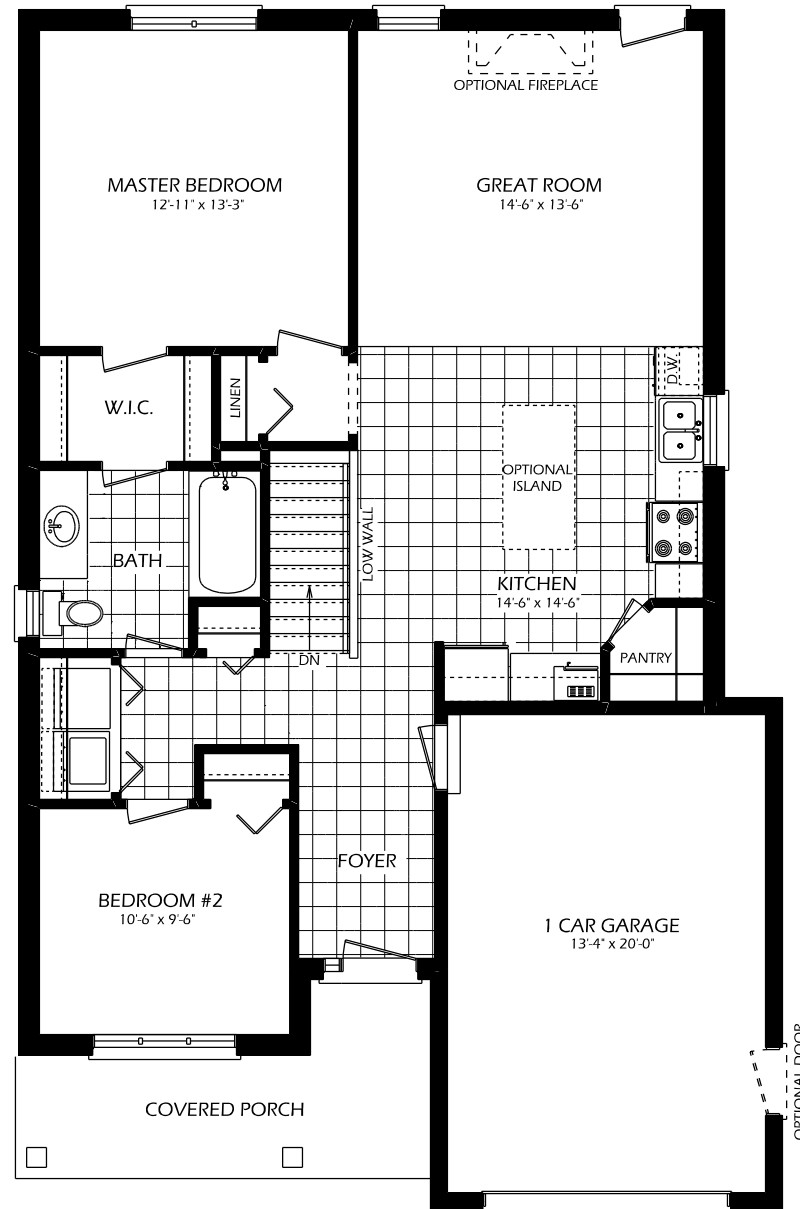 OPTIONAL FIREPLACE
MASTER BEDROOM
12'-11" x 13'-3"
GREAT ROOM
14'-6" x 13'-6"
D.W.
LINEN
W.I.C.
OPTIONAL
ISLAND
LOW WALL
BATH
KITCHEN
14'-6" x 14'-6"
DN
PANTRY
FOYER
BEDROOM #2
10'-6" x 9'-6"
1 CAR GARAGE
13'-4" x 20'-0"
OPTIONAL DOOR
COVERED PORCH